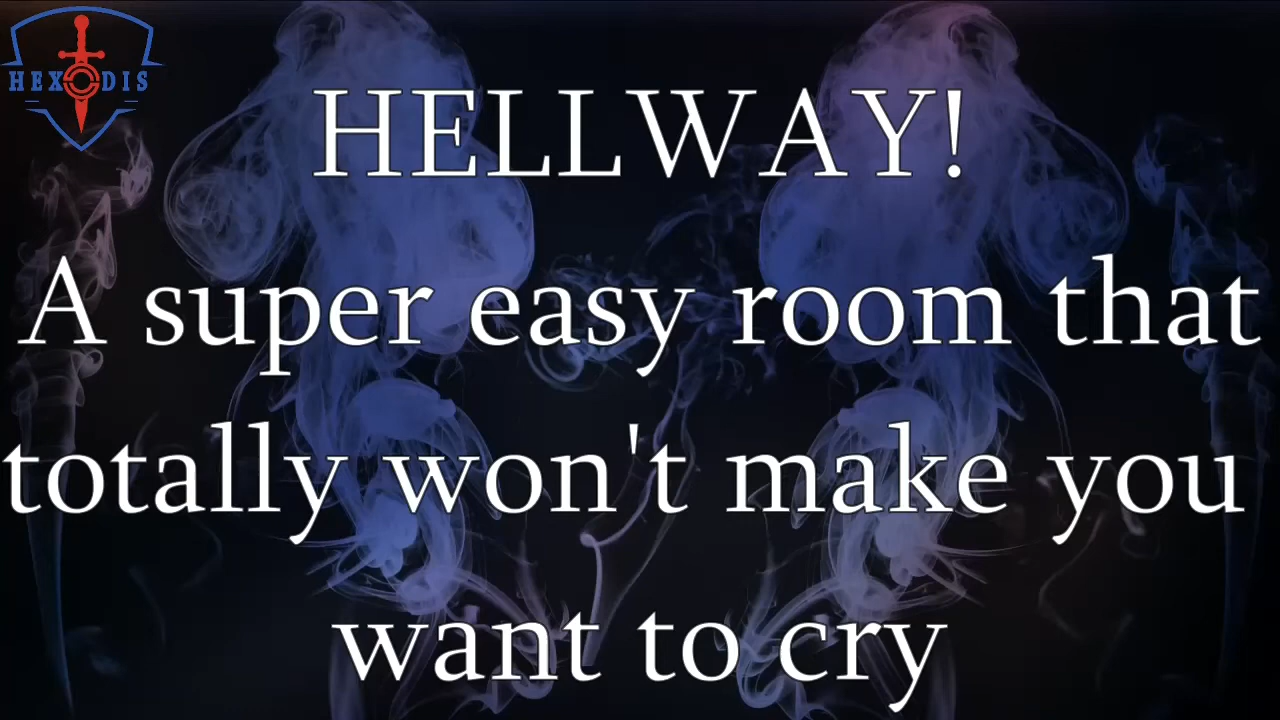 HEXODIS
HELLWAY!
A super easy room that
totally won't make you
want to cry